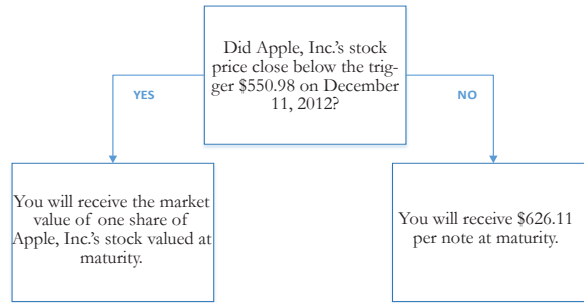 Did Apple, Inc.'s stock
price close below the trig-
ger $550.98 on December
11, 2012?
YES
NO
You will receive the market
value of one share of
Apple, Inc.'s stock valued at
maturity.
You will receive $626.11
per note at maturity.